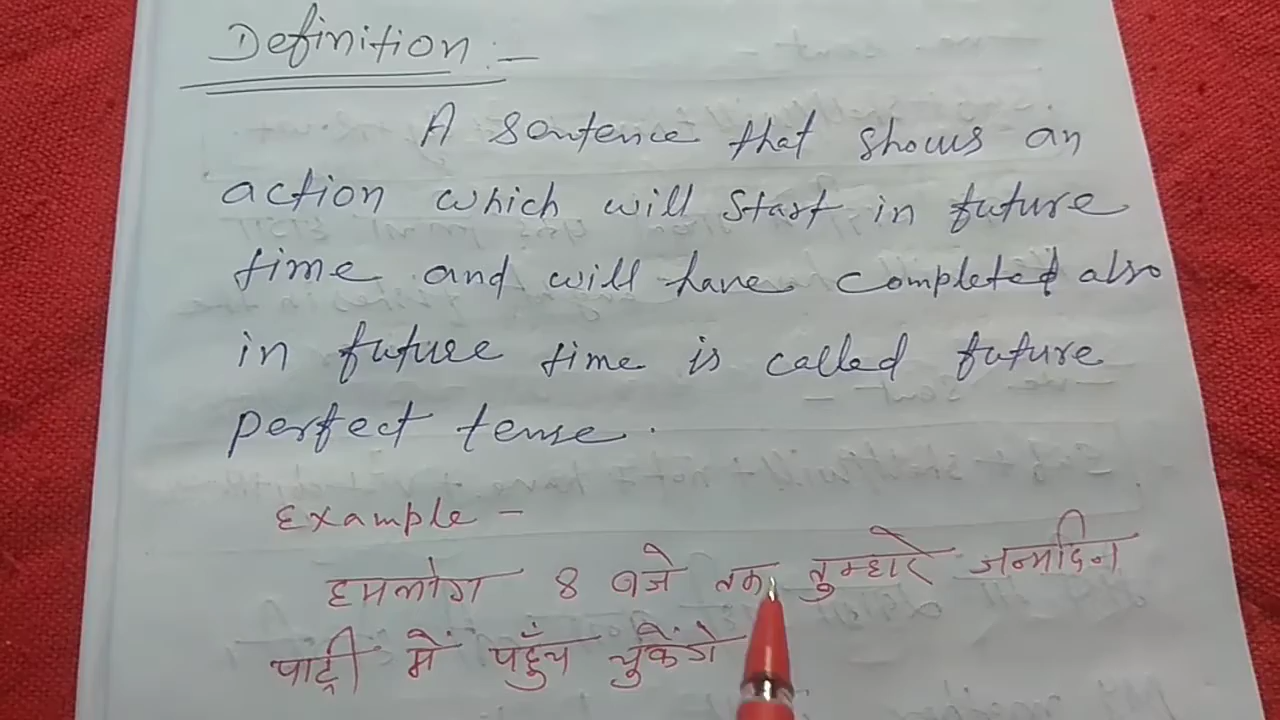 Definition :-
A sentence that shows an
action which will start in future
time and will have completed also
in future time is called future
perfect tense.
Example -
हमलोग 8 बजे तक तुम्हारे जन्मदिन
पार्टी में पहुँच चुकेंगे